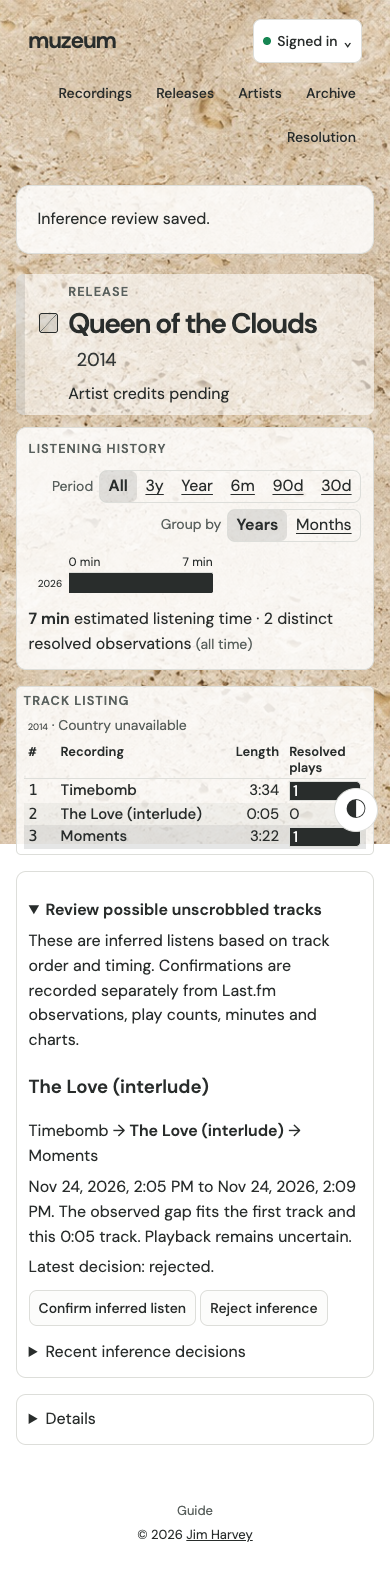 muzeum
Signed in
Recordings Releases Artists Archive
Resolution
Inference review saved.
RELEASE
Queen of the Clouds
2014
Artist credits pending
LISTENING HISTORY
Period All 3y Year 6m 90d 30d
Group by Years Months
0 min 7 min
2026
7 min estimated listening time · 2 distinct
resolved observations (all time)
TRACK LISTING
2014 · Country unavailable
# Recording Length Resolved
plays
1 Timebomb 3:34 1
2 The Love (interlude) 0:05 0
3 Moments 3:22 1
▼ Review possible unscrobbled tracks
These are inferred listens based on track
order and timing. Confirmations are
recorded separately from Last.fm
observations, play counts, minutes and
charts.
The Love (interlude)
Timebomb → The Love (interlude) →
Moments
Nov 24, 2026, 2:05 PM to Nov 24, 2026, 2:09
PM. The observed gap fits the first track and
this 0:05 track. Playback remains uncertain.
Latest decision: rejected.
Confirm inferred listen Reject inference
▶ Recent inference decisions
▶ Details
Guide
© 2026 Jim Harvey